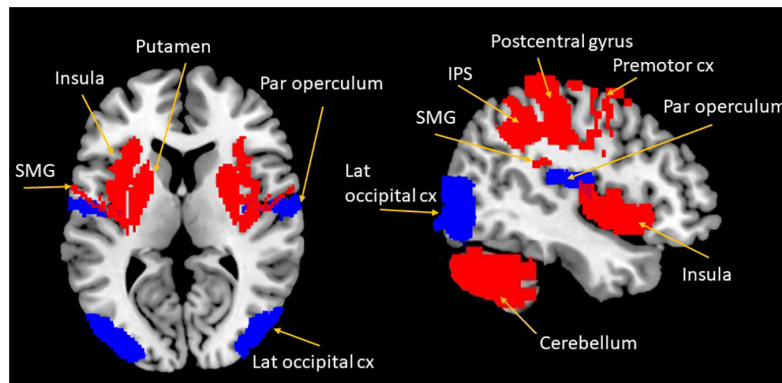 Putamen
Insula
Par operculum
SMG
Lat occipital cx
Postcentral gyrus
Premotor cx
IPS
Par operculum
SMG
Lat
occipital cx
Insula
Cerebellum